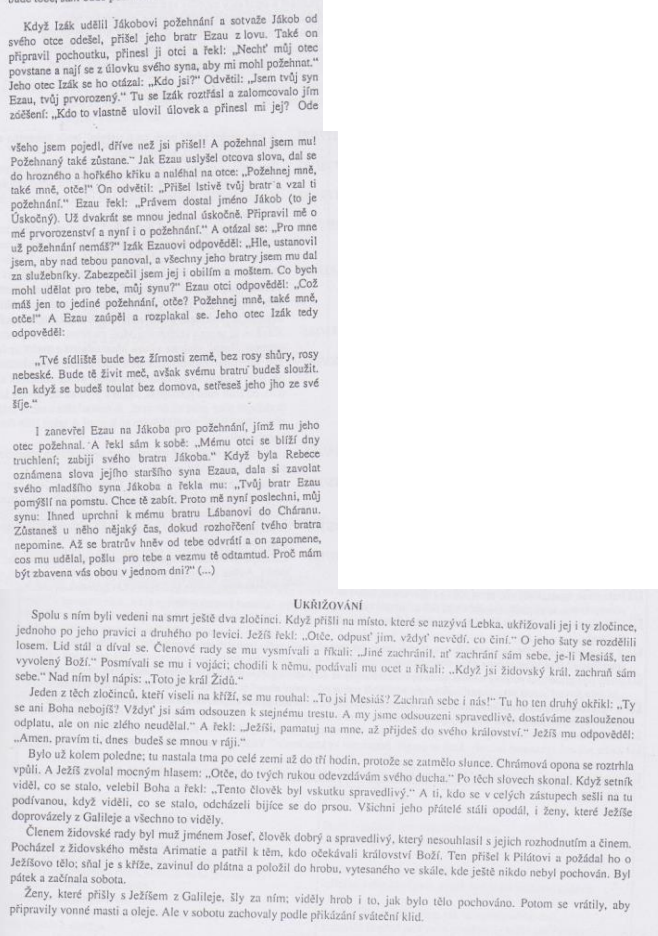 Když Izák udělil Jákobovi požehnání a sotvaže Jákob od
svého otce odešel, přišel jeho bratr Ezau z lovu. Také on
připravil pochoutku, přinesl ji otci a řekl: „Nechť můj otec
povstane a nají se z úlovku svého syna, aby mi mohl požehnat.“
Jeho otec Izák se ho otázal: „Kdo jsi?“ Odvětil: „Jsem tvůj syn
Ezau, tvůj prvorozený.“ Tu se Izák roztřásl a zalomcovalo jím
zděšení: „Kdo to vlastně ulovil úlovek a přinesl mi jej? Ode
všeho jsem pojedl, dříve než jsi přišel! A požehnal jsem mu!
Požehnaný také zůstane.“ Jak Ezau uslyšel otcova slova, dal se
do hrozného a hořkého křiku a naléhal na otce: „Požehnej mně,
také mně, otče!“ On odvětil: „Přišel lstivě tvůj bratr a vzal ti
požehnání.“ Ezau řekl: „Právem dostal jméno Jákob (to je
Úskočný). Už dvakrát se mnou jednal úskočně. Připravil mě o
mé prvorozenství a nyní i o požehnání.“ A otázal se: „Pro mne
už požehnání nemáš?“ Izák Ezauovi odpověděl: „Hle, ustanovil
jsem, aby nad tebou panoval, a všechny jeho bratry jsem mu dal
za služebníky. Zabezpečil jsem jej i obilím a moštem. Co bych
mohl udělat pro tebe, můj synu?“ Ezau otci odpověděl: „Což
máš jen to jediné požehnání, otče? Požehnej mně, také mně,
otče!“ A Ezau zaúpěl a rozplakal se. Jeho otec Izák tedy
odpověděl:
„Tvé sídliště bude bez žírnosti země, bez rosy shůry, rosy
nebeské. Bude tě živit meč, avšak svému bratru budeš sloužit.
Jen když se budeš toulat bez domova, setřeseš jeho jho ze své
šíje.“
I zanevřel Ezau na Jákoba pro požehnání, jímž mu jeho
otec požehnal. A řekl sám k sobě: „Mému otci se blíží dny
truchlení; zabiji svého bratra Jákoba.“ Když byla Rebece
oznámena slova jejího staršího syna Ezaua, dala si zavolat
svého mladšího syna Jákoba a řekla mu: „Tvůj bratr Ezau
pomýšlí na pomstu. Chce tě zabít. Proto mě nyní poslechni, můj
synu: Ihned uprchni k mému bratru Lábanovi do Cháranu.
Zůstaneš u něho nějaký čas, dokud rozhořčení tvého bratra
nepomine. Až se bratrův hněv od tebe odvrátí a on zapomene,
cos mu udělal, pošlu pro tebe a vezmu tě odtamtud. Proč mám
být zbavena vás obou v jednom dni?“ (...)
UKŘIŽOVÁNÍ
Spolu s ním byli vedeni na smrt ještě dva zločinci. Když přišli na místo, které se nazývá Lebka, ukřižovali jej i ty zločince,
jednoho po jeho pravici a druhého po levici. Ježíš řekl: „Otče, odpusť jim, vždyť nevědí, co činí.“ O jeho šaty se rozdělili
losem. Lid stál a díval se. Členové rady se mu vysmívali a říkali: „Jiné zachránil, ať zachrání sám sebe, je-li Mesiáš, ten
vyvolený Boží.“ Posmívali se mu i vojáci; chodili k němu, podávali mu ocet a říkali: „Když jsi židovský král, zachraň sám
sebe.“ Nad ním byl nápis: „Toto je král Židů.“
Jeden z těch zločinců, kteří viseli na kříži, se mu rouhal: „To jsi Mesiáš? Zachraň sebe i nás!“ Tu ho ten druhý okřikl: „Ty
se ani Boha nebojíš? Vždyť jsi sám odsouzen k stejnému trestu. A my jsme odsouzeni spravedlivě, dostáváme zaslouženou
odplatu, ale on nic zlého neudělal.“ A řekl: „Ježíši, pamatuj na mne, až přijdeš do svého království.“ Ježíš mu odpověděl:
„Amen, pravím ti, dnes budeš se mnou v ráji.“
Bylo už kolem poledne; tu nastala tma po celé zemi až do tří hodin, protože se zatmělo slunce. Chrámová opona se roztrhla
vpůli. A Ježíš zvolal mocným hlasem: „Otče, do tvých rukou odevzdávám svého ducha.“ Po těch slovech skonal. Když setník
viděl, co se stalo, velebil Boha a řekl: „Tento člověk byl vskutku spravedlivý.“ A ti, kdo se v celých zástupech sešli na tu
podívanou, když viděli, co se stalo, odcházeli bijíce se do prsou. Všichni jeho přátelé stáli opodál, i ženy, které Ježíše
doprovázely z Galileje a všechno to viděly.
Členem židovské rady byl muž jménem Josef, člověk dobrý a spravedlivý, který nesouhlasil s jejich rozhodnutím a činem.
Pocházel z židovského města Arimatie a patřil k těm, kdo očekávali království Boží. Ten přišel k Pilátovi a požádal ho o
Ježíšovo tělo; sňal je s kříže, zavinul do plátna a položil do hrobu, vytesaného ve skále, kde ještě nikdo nebyl pochován. Byl
pátek a začínala sobota.
Ženy, které přišly s Ježíšem z Galileje, šly za ním; viděly hrob i to, jak bylo tělo pochováno. Potom se vrátily, aby
připravily vonné masti a oleje. Ale v sobotu zachovaly podle přikázání sváteční klid.